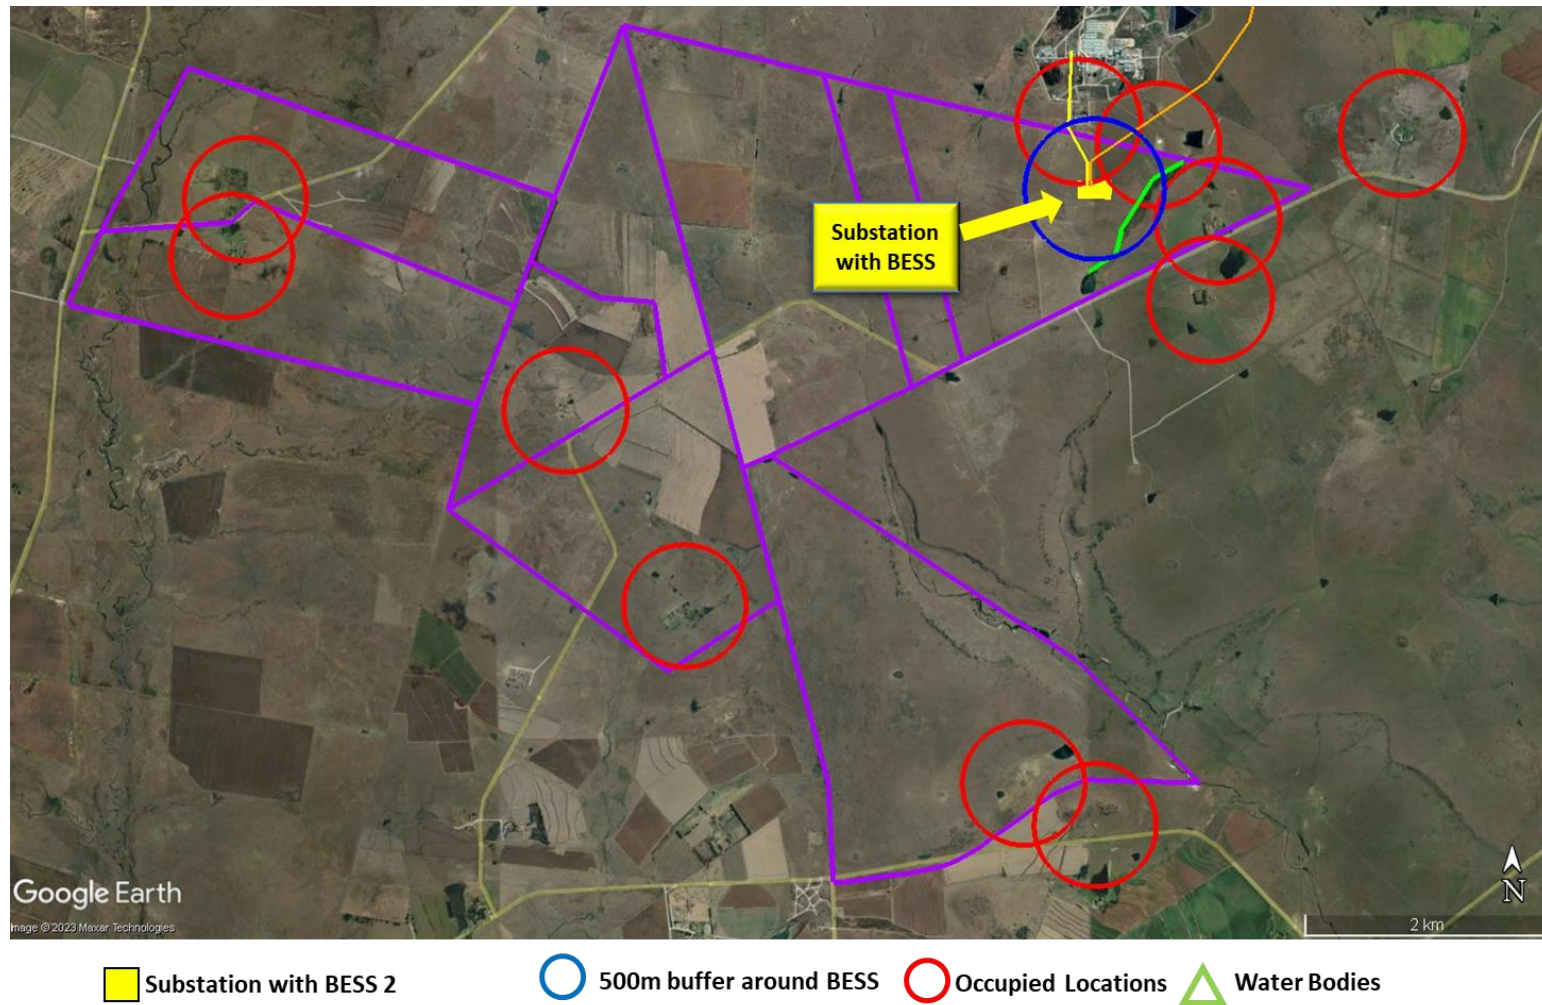 Substation
with BESS
Google Earth
mage © 2023 Maxar Technologies
N
2 km
Substation with BESS 2
500m buffer around BESS
Occupied Locations
Water Bodies